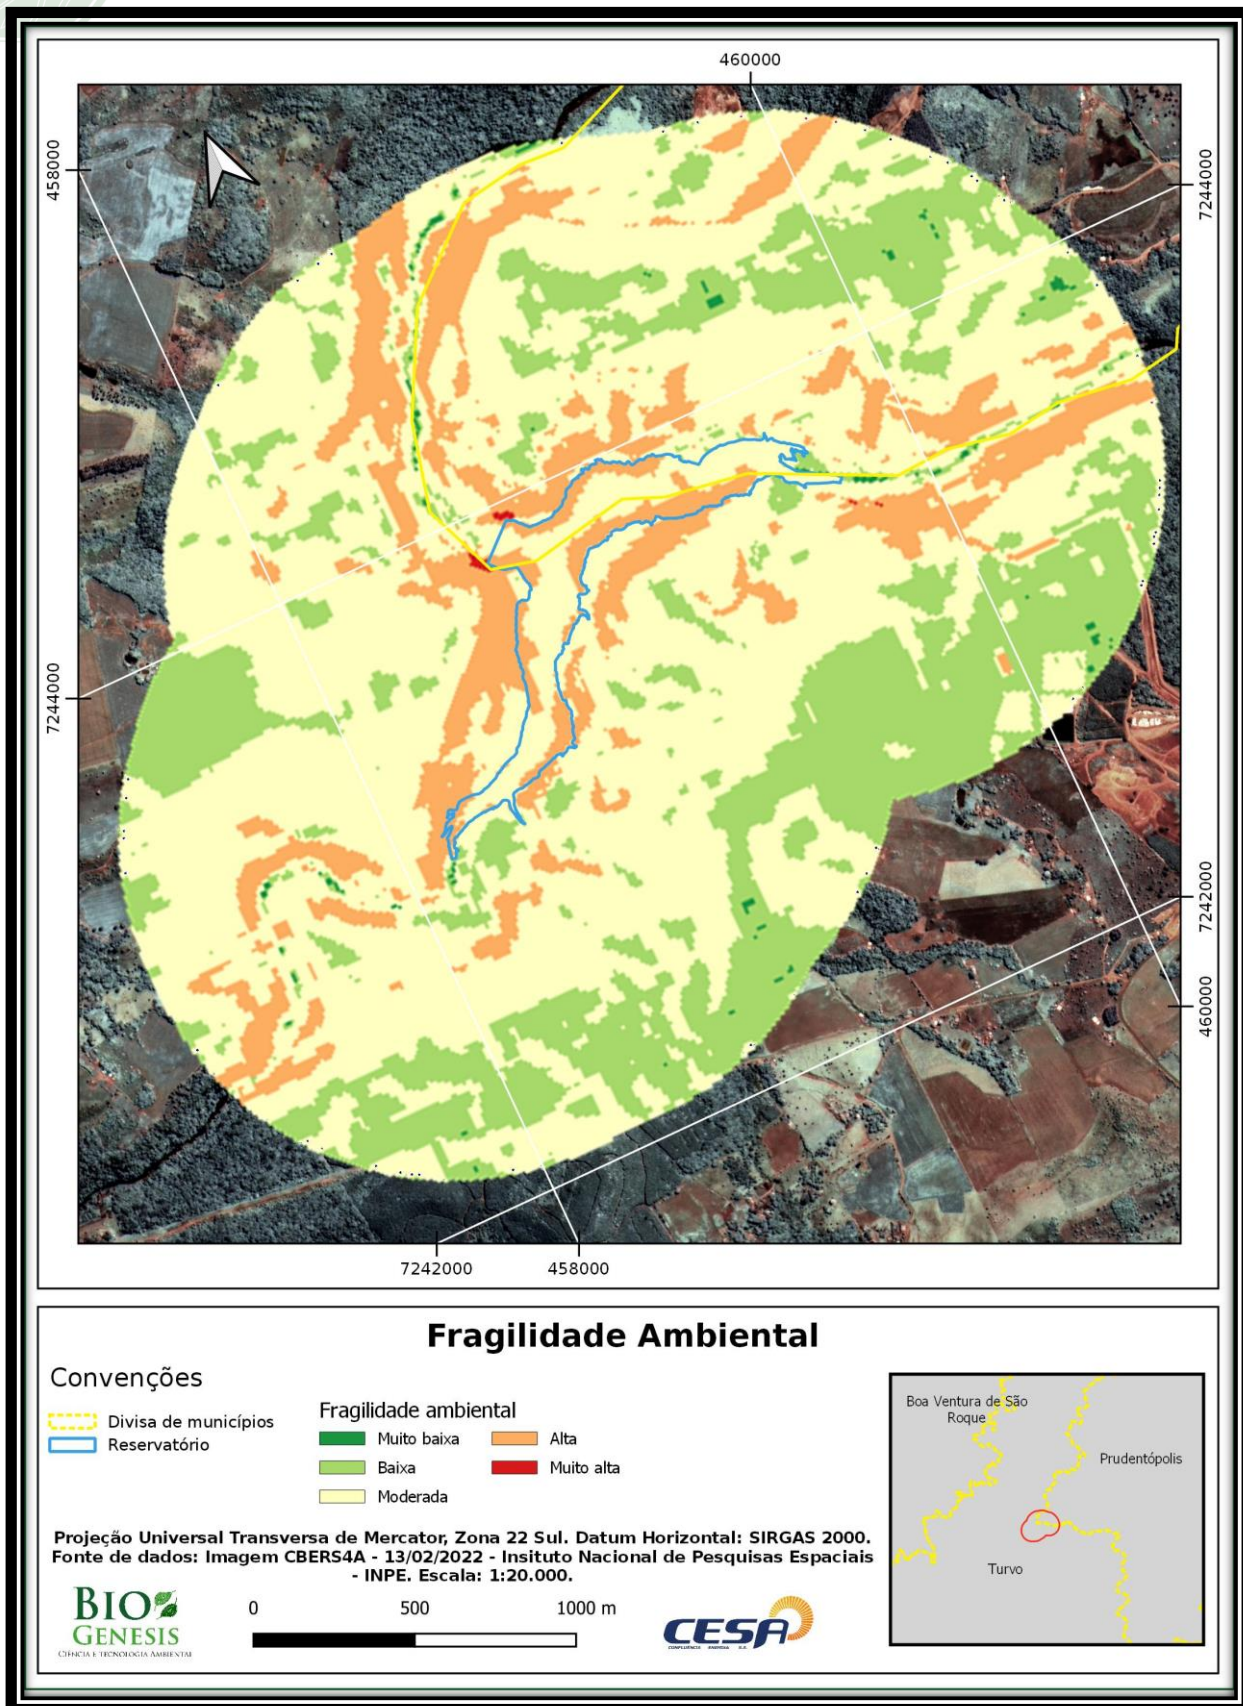 460000
458000
7244000
7244000
7242000
460000
7242000
458000
Fragilidade Ambiental
Convenções
Divisa de municípios
Reservatório
Fragilidade ambiental
Muito baixa
Baixa
Moderada
Alta
Muito alta
Boa Ventura de São
Roque
Prudentópolis
Turvo
Projeção Universal Transversa de Mercator, Zona 22 Sul. Datum Horizontal: SIRGAS 2000.
Fonte de dados: Imagem CBERS4A - 13/02/2022 - Insituto Nacional de Pesquisas Espaciais
- INPE. Escala: 1:20.000.
BIO
GENESIS
CIÊNCIA E TECNOLOGIA AMBIENTAL
0 500 1000 m
CESA
CONFLUÊNCIA ENERGIA S.A.